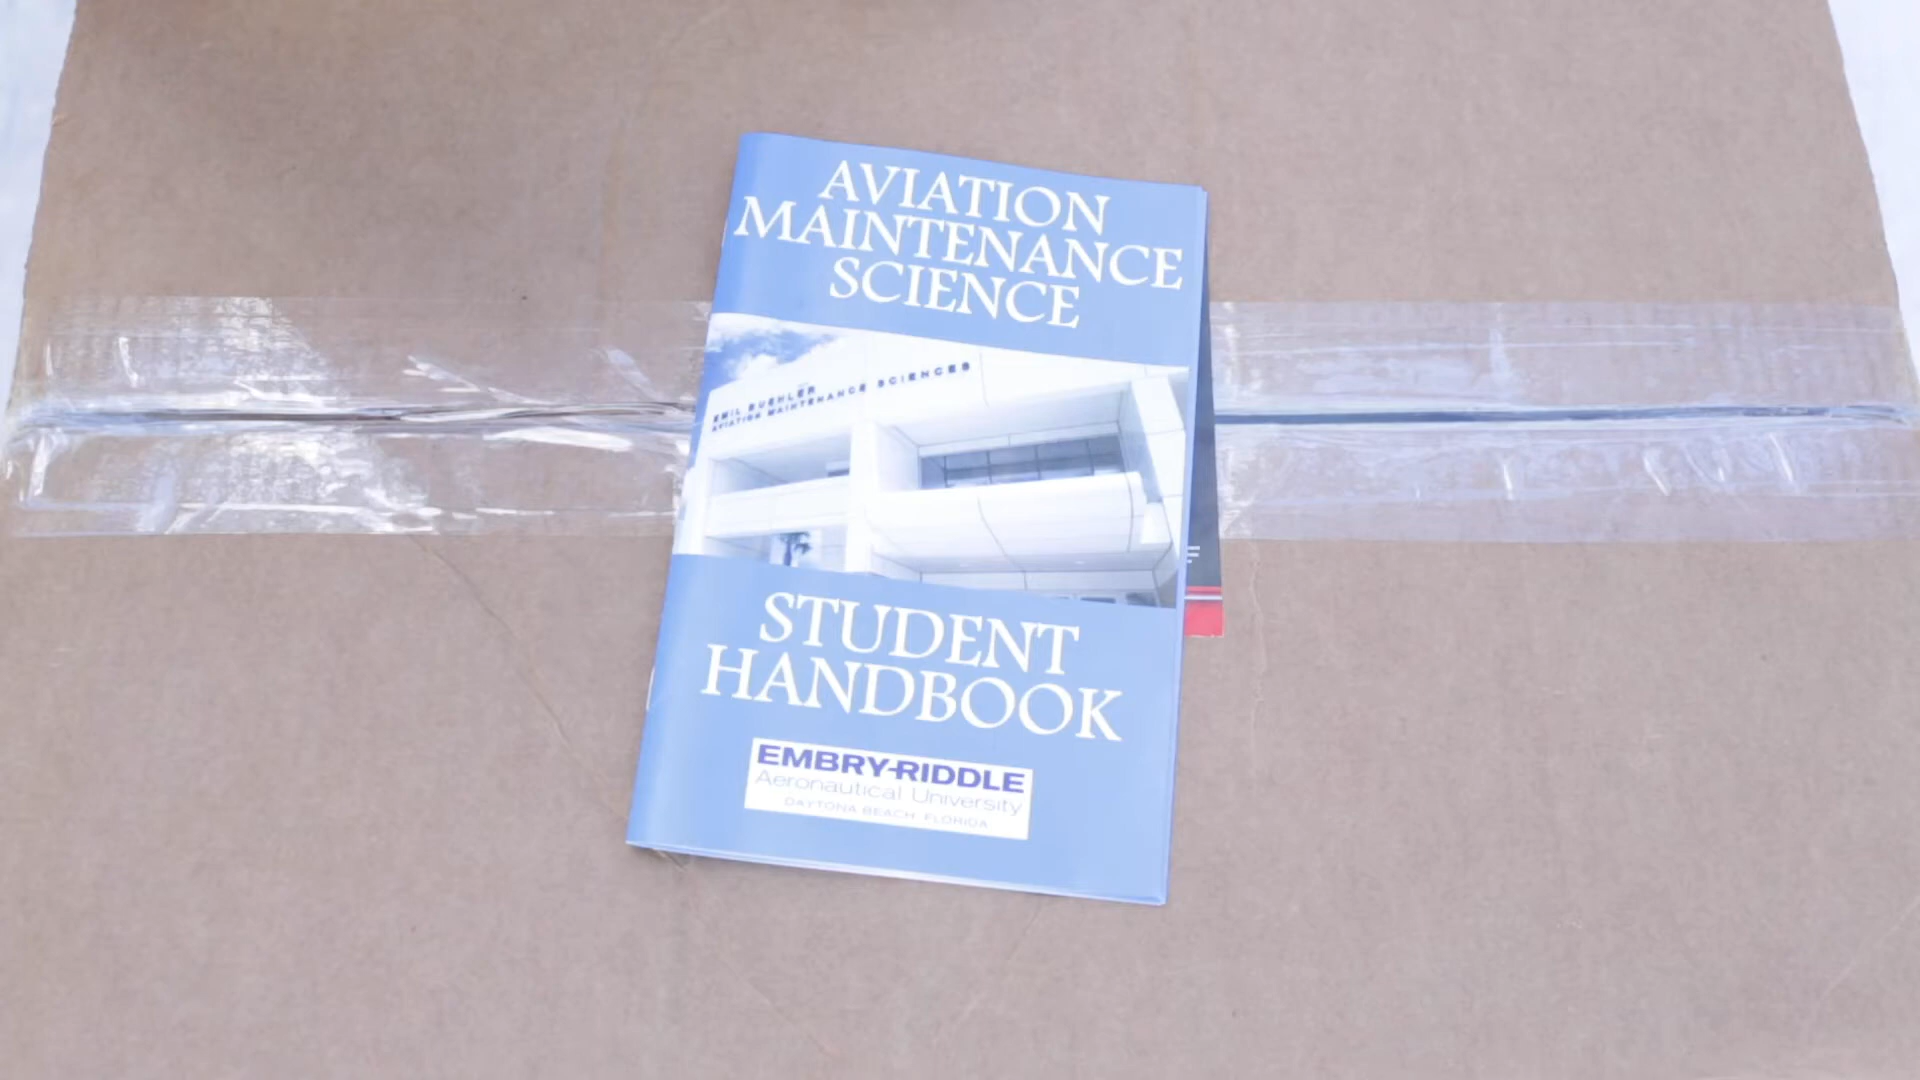 AVIATION
MAINTENANCE
SCIENCE
EMIL BUEHLER
AVIATION MAINTENANCE SCIENCES
STUDENT
HANDBOOK
EMBRY-RIDDLE
Aeronautical University
DAYTONA BEACH, FLORIDA